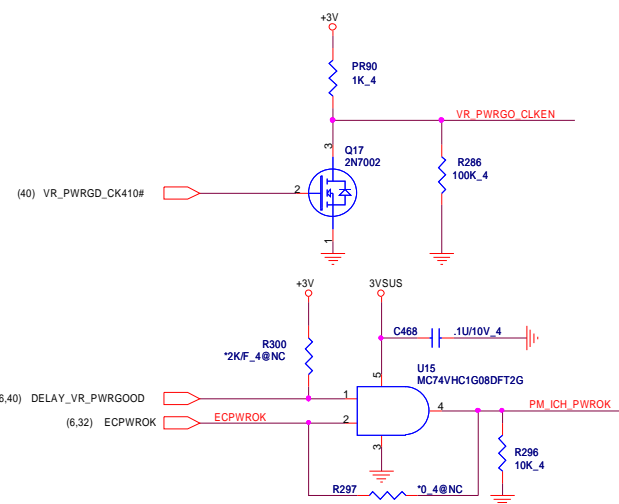 +3V
PR90
1K_4
VR_PWRGO_CLKEN
3
Q17
2N7002
R286
100K_4
(40) VR_PWRGD_CK410#
2
1
+3V
3VSUS
C468
.1U/10V_4
R300
*2K/F_4@NC
U15
MC74VHC1G08DFT2G
5
6,40) DELAY_VR_PWRGOOD
1
(6,32) ECPWROK
ECPWROK
2
4
PM_ICH_PWROK
3
R296
10K_4
R297
*0_4@NC